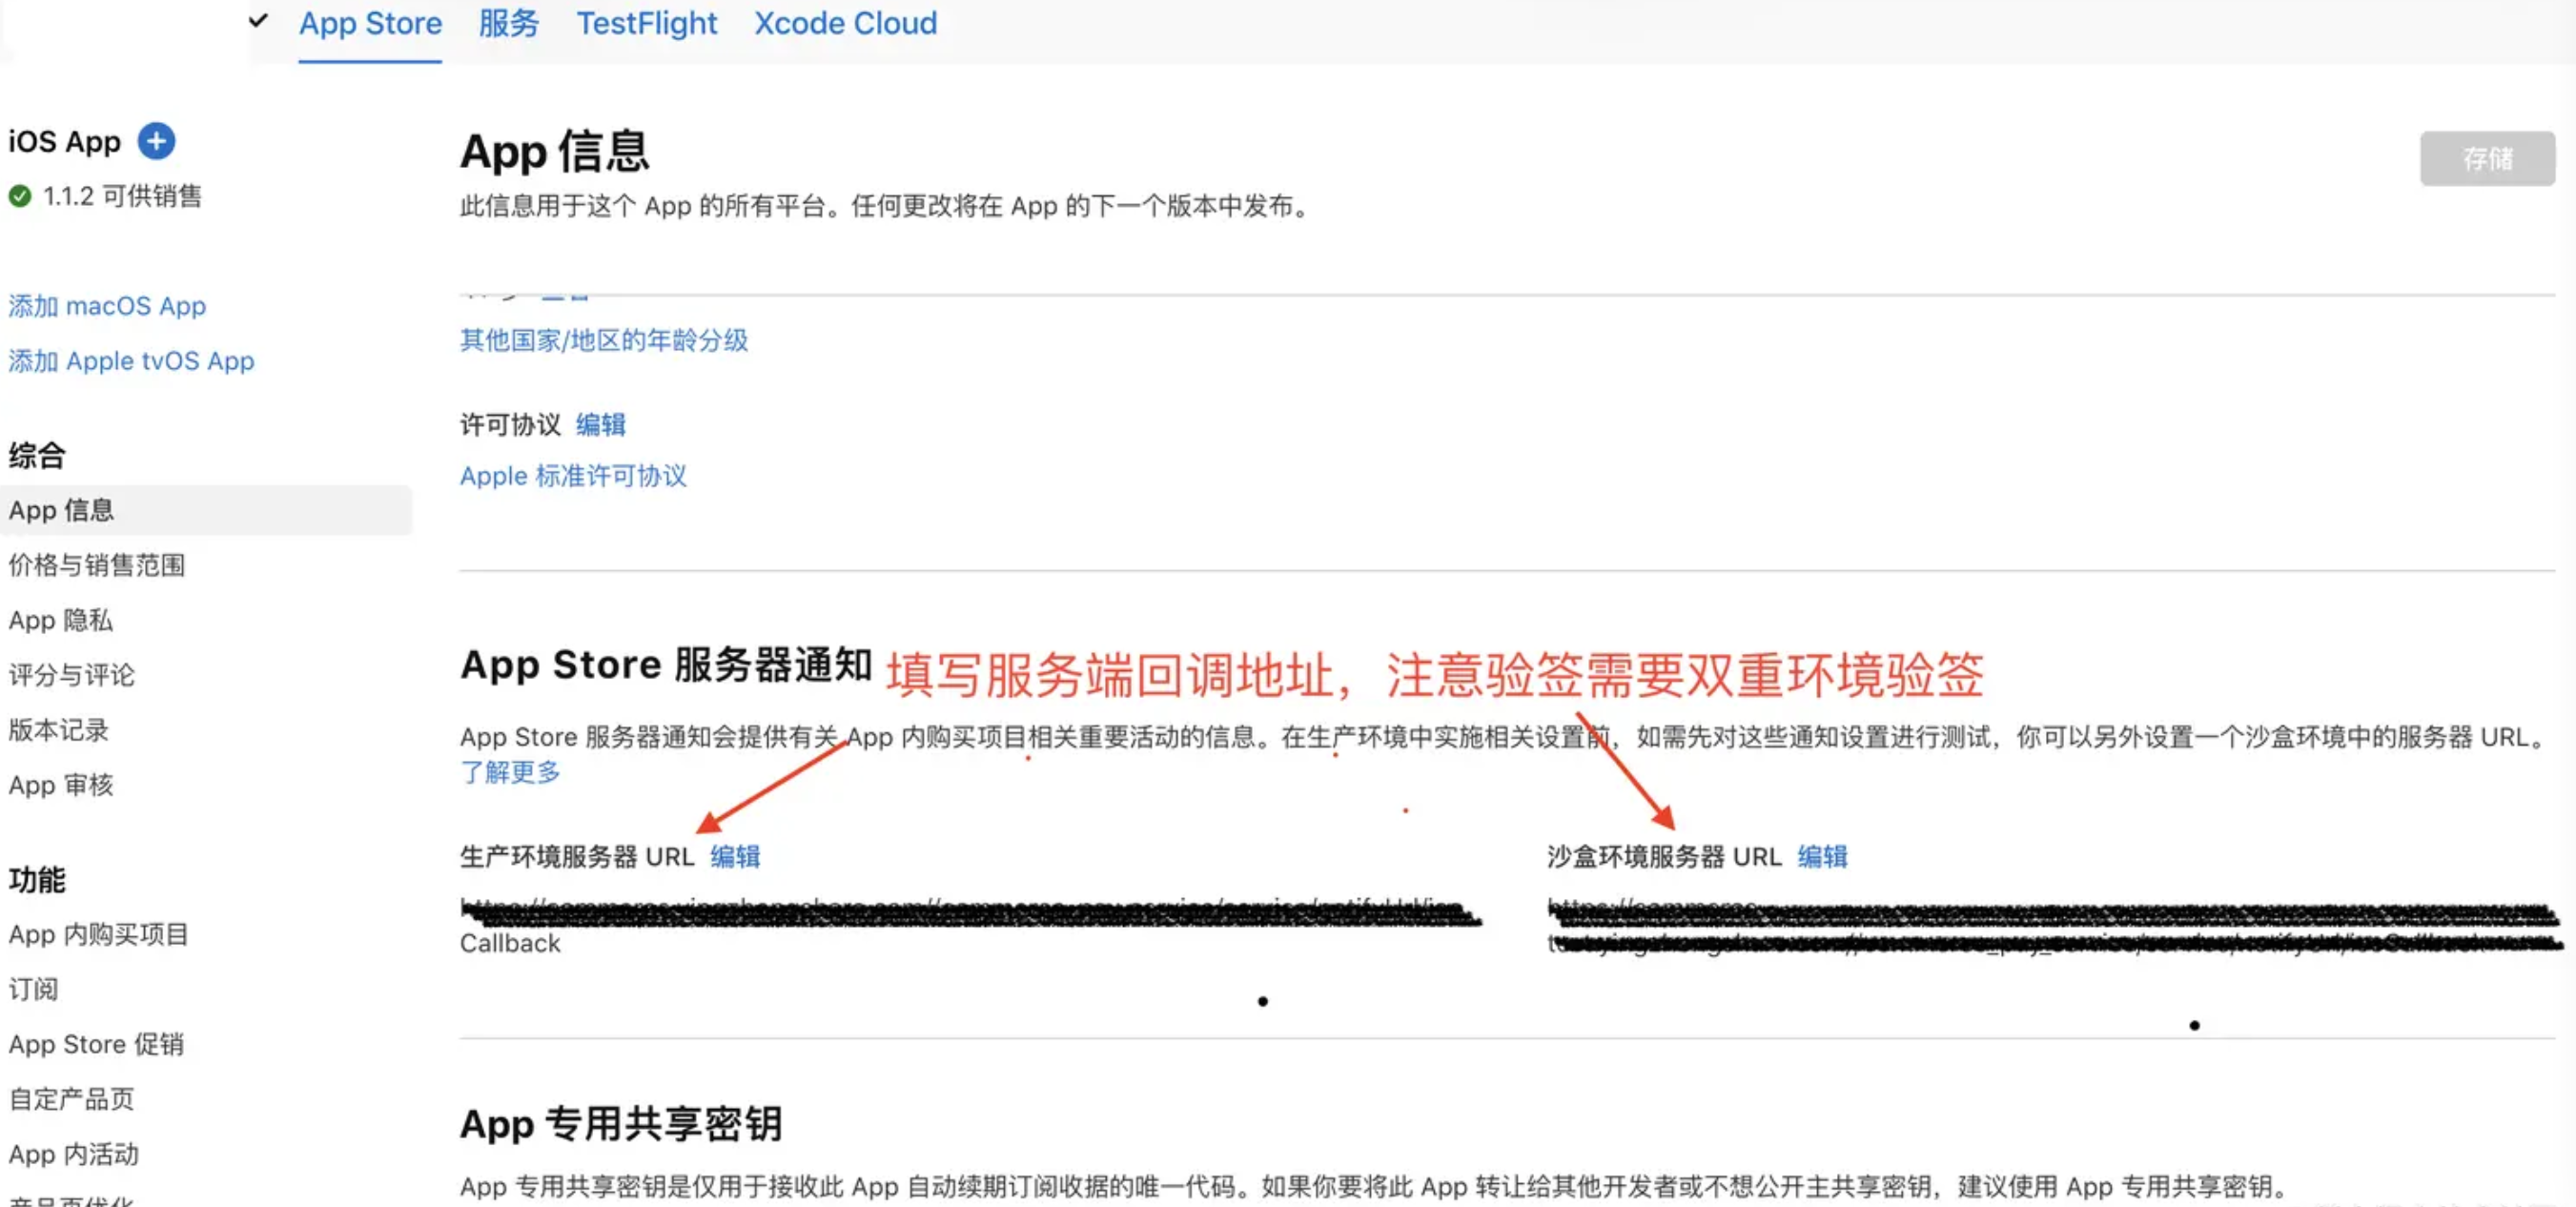 App Store 服务 TestFlight Xcode Cloud
iOS App
1.1.2 可供销售
添加 macOS App
添加 Apple tvOS App
综合
App 信息
价格与销售范围
App 隐私
评分与评论
版本记录
App 审核
功能
App 内购买项目
订阅
App Store 促销
自定产品页
App 内活动
产品页优化
App 信息
存储
此信息用于这个 App 的所有平台。任何更改将在 App 的下一个版本中发布。
其他国家/地区的年龄分级
许可协议 编辑
Apple 标准许可协议
App Store 服务器通知
填写服务端回调地址，注意验签需要双重环境验签
App Store 服务器通知会提供有关 App 内购买项目相关重要活动的信息。在生产环境中实施相关设置前，如需先对这些通知设置进行测试，你可以另外设置一个沙盒环境中的服务器 URL。
了解更多
生产环境服务器 URL 编辑
Callback
沙盒环境服务器 URL 编辑
App 专用共享密钥
App 专用共享密钥是仅用于接收此 App 自动续期订阅收据的唯一代码。如果你要将此 App 转让给其他开发者或不想公开主共享密钥，建议使用 App 专用共享密钥。